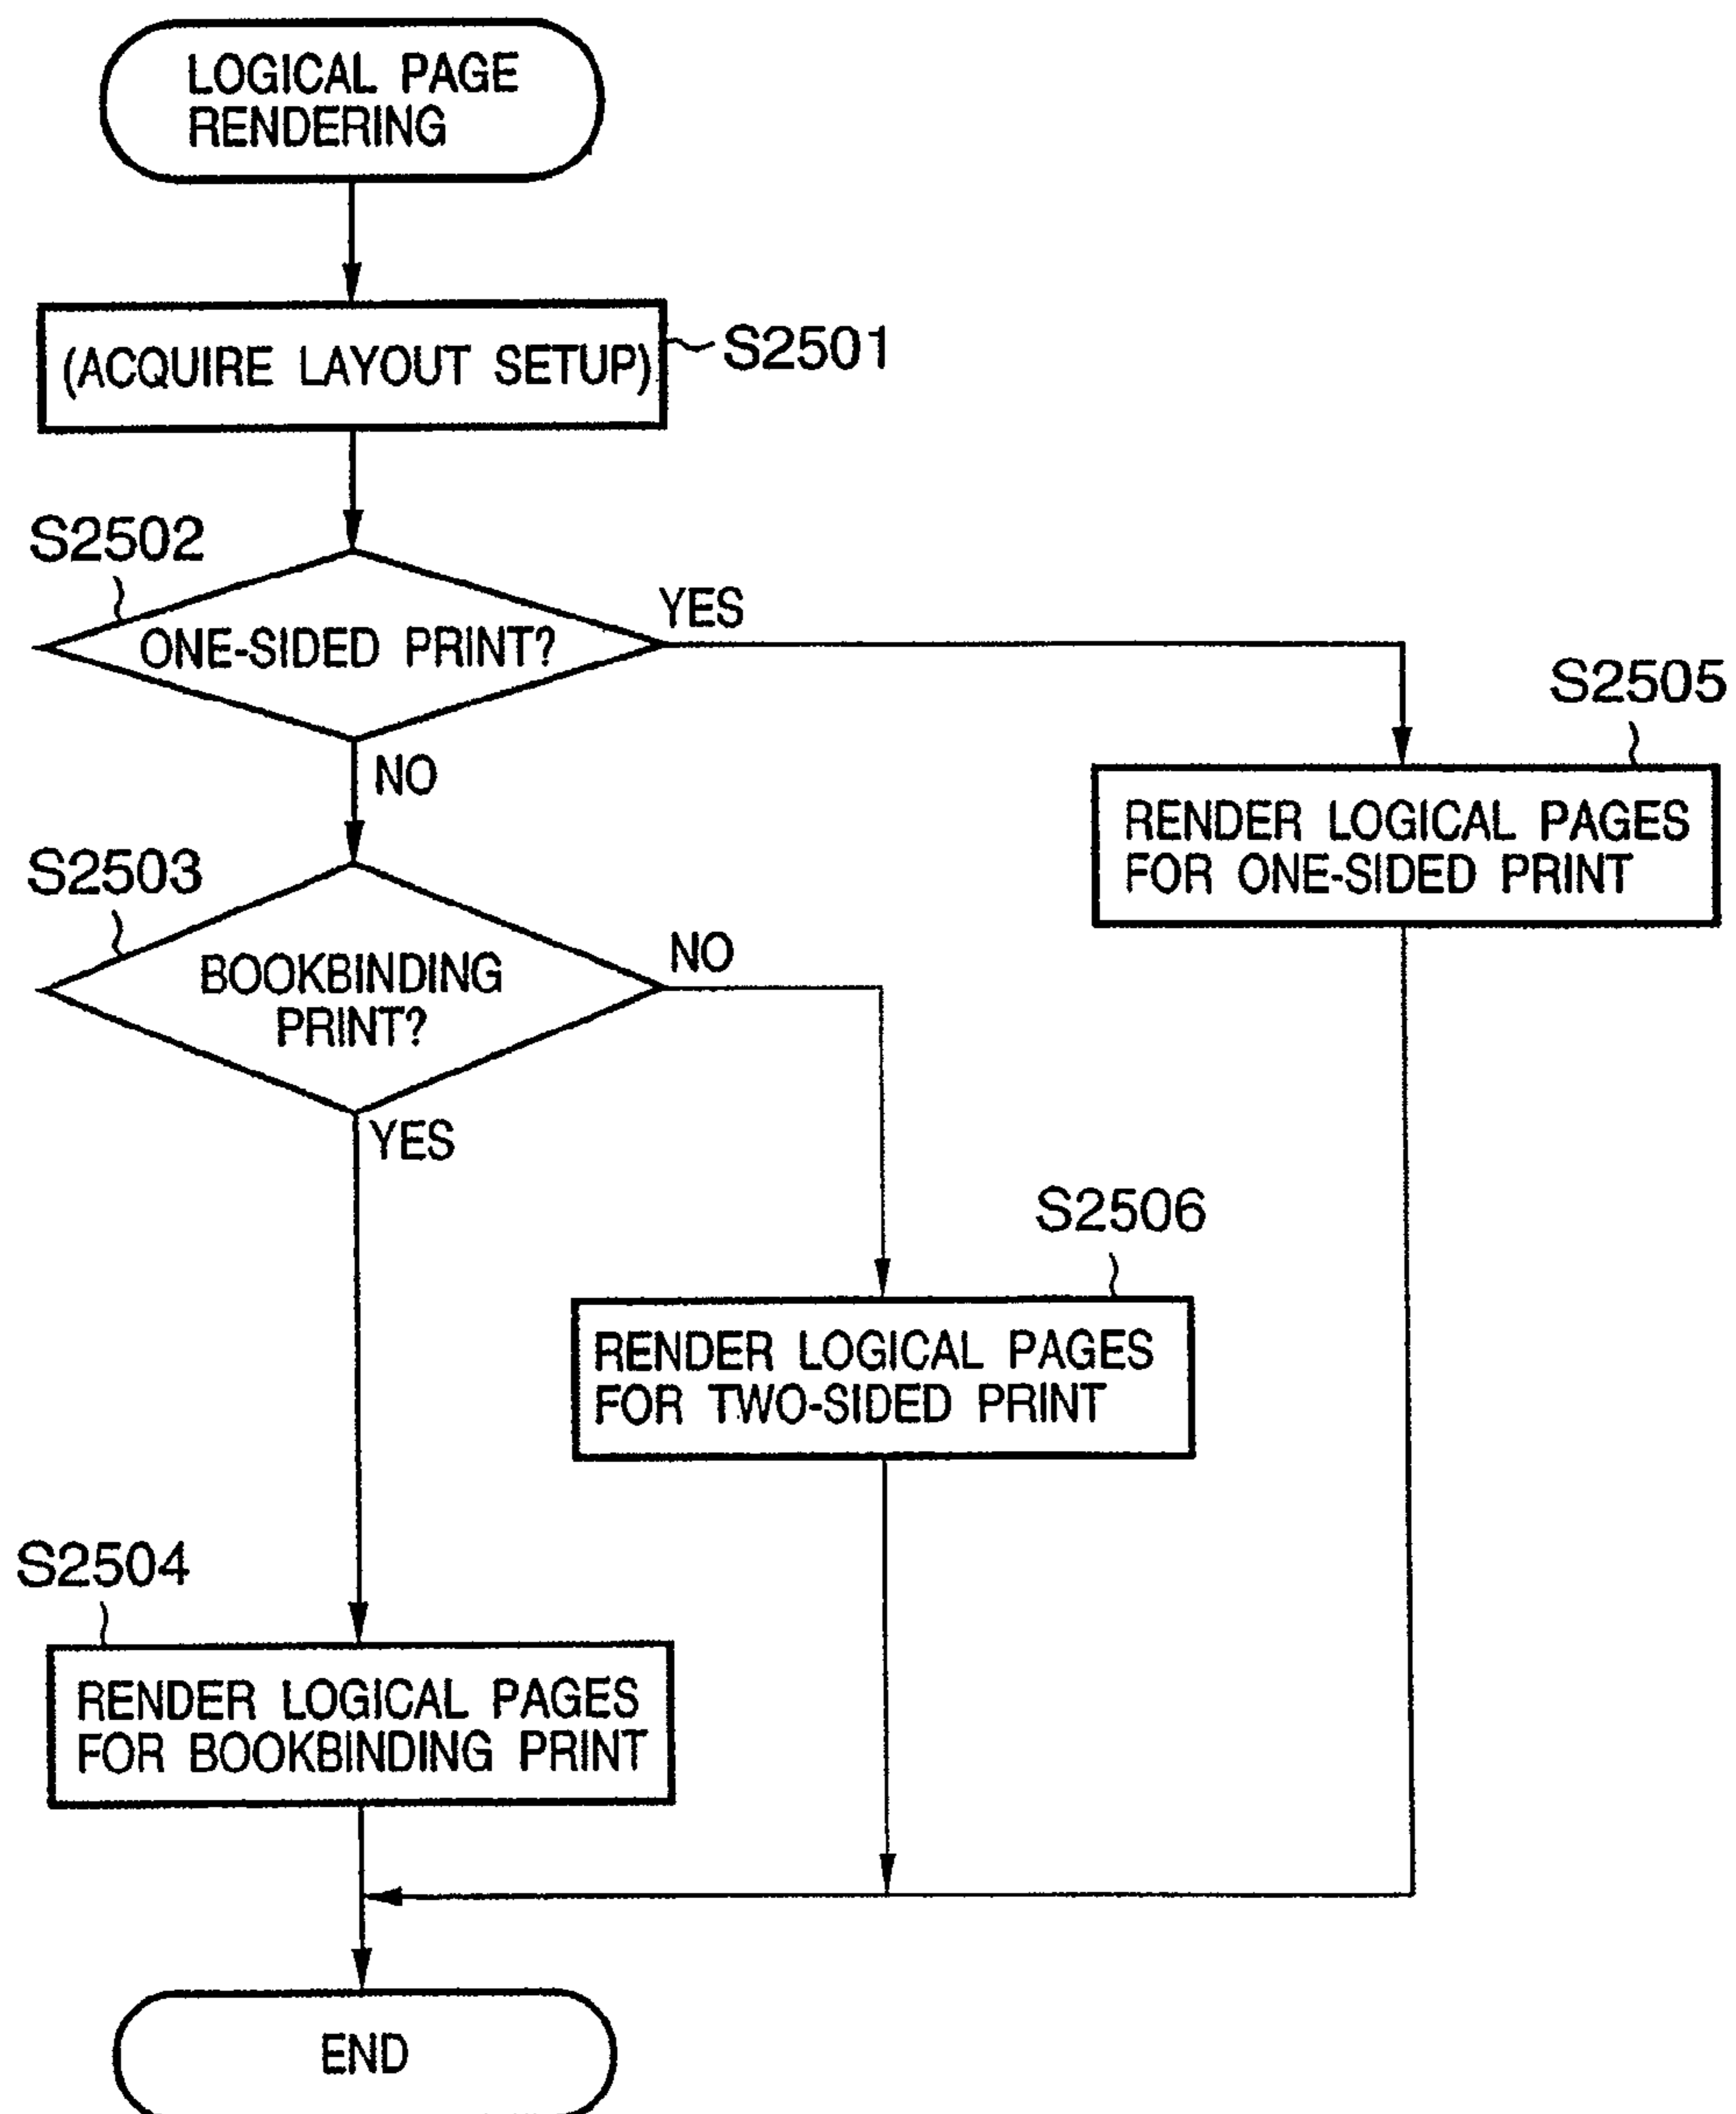 LOGICAL PAGE
RENDERING
(ACQUIRE LAYOUT SETUP)
S2501
S2502
ONE-SIDED PRINT?
YES
NO
S2505
RENDER LOGICAL PAGES
FOR ONE-SIDED PRINT
S2503
BOOKBINDING
PRINT?
NO
YES
S2506
RENDER LOGICAL PAGES
FOR TWO-SIDED PRINT
S2504
RENDER LOGICAL PAGES
FOR BOOKBINDING PRINT
END